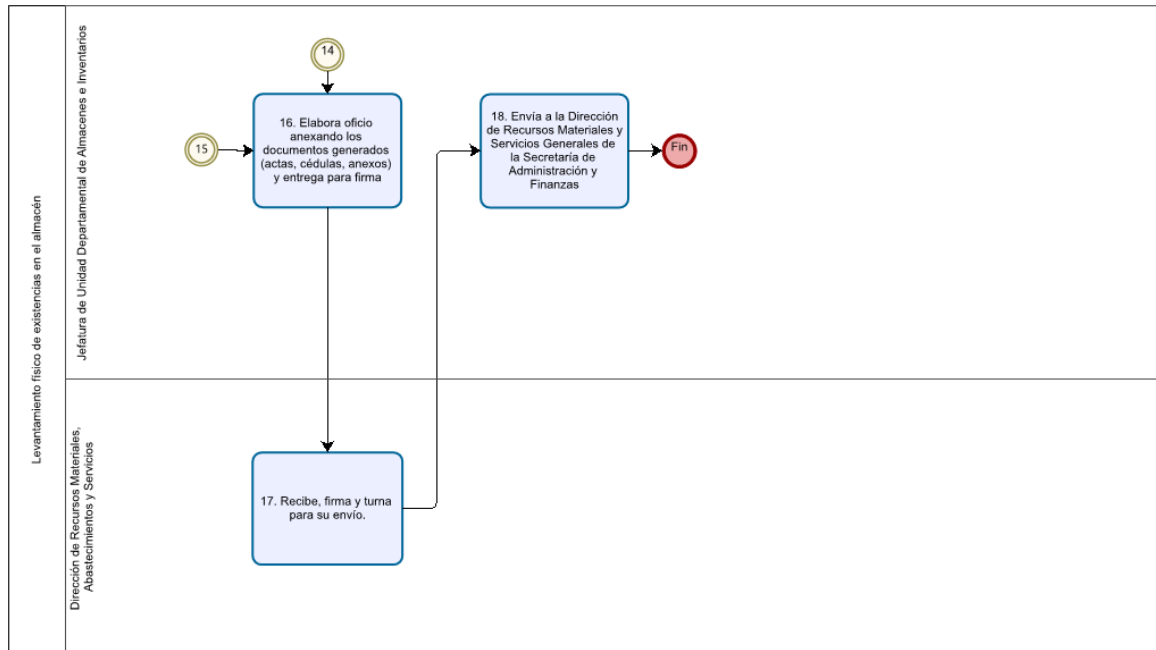 Levantamiento físico de existencias en el almacén
Jefatura de Unidad Departamental de Almacenes e Inventarios
14
15
16. Elabora oficio
anexando los
documentos generados
(actas, cédulas, anexos)
y entrega para firma
18. Envía a la Dirección
de Recursos Materiales y
Servicios Generales de
la Secretaría de
Administración y
Finanzas
Fin
Dirección de Recursos Materiales,
Abastecimientos y Servicios
17. Recibe, firma y turna
para su envío.